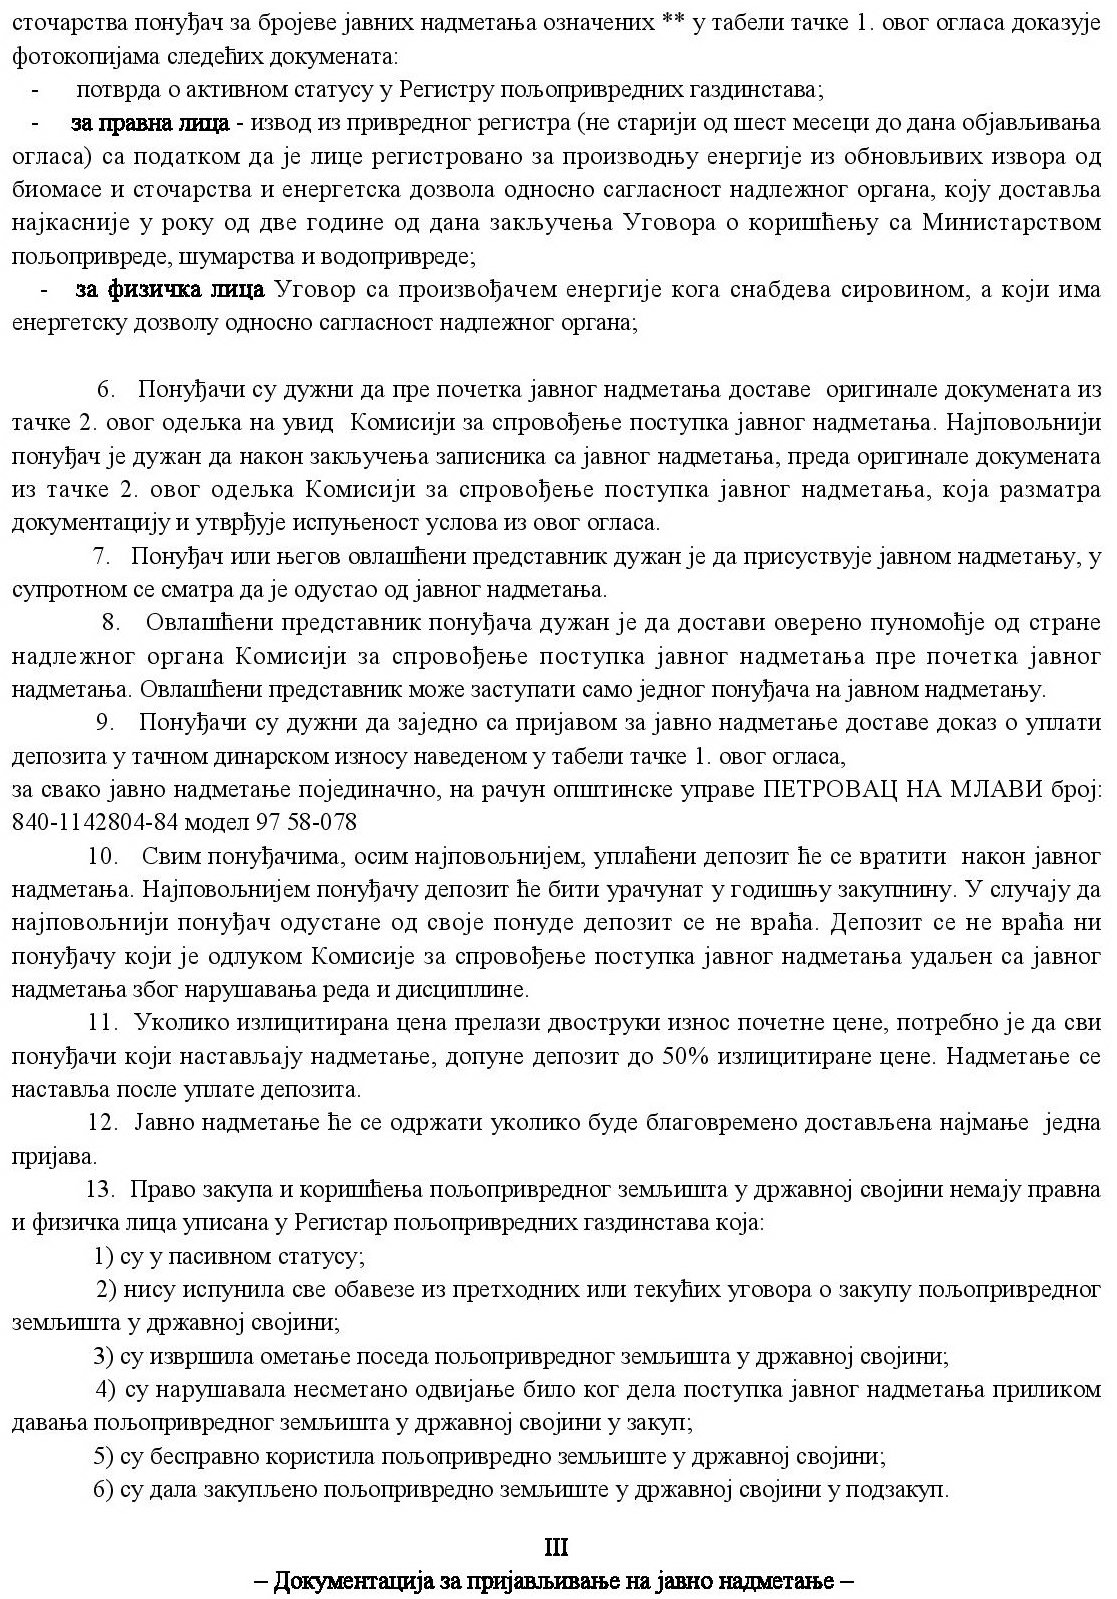 сточарства понуђач за бројеве јавних надметања означених ** у табели тачке 1. овог огласа доказује
фотокопијама следећих докумената:
- потврда о активном статусу у Регистру пољопривредних газдинстава;
- за правна лица - извод из привредног регистра (не старији од шест месеци до дана објављивања
огласа) са податком да је лице регистровано за производњу енергије из обновљивих извора од
биомасе и сточарства и енергетска дозвола односно сагласност надлежног органа, коју доставља
најкасније у року од две године од дана закључења Уговора о коришћењу са Министарством
пољопривреде, шумарства и водопривреде;
- за физичка лица Уговор са произвођачем енергије кога снабдева сировином, а који има
енергетску дозволу односно сагласност надлежног органа;
6. Понуђачи су дужни да пре почетка јавног надметања доставе оригинале докумената из
тачке 2. овог одељка на увид Комисији за спровођење поступка јавног надметања. Најповољнији
понуђач је дужан да након закључења записника са јавног надметања, преда оригинале докумената
из тачке 2. овог одељка Комисији за спровођење поступка јавног надметања, која разматра
документацију и утврђује испуњеност услова из овог огласа.
7. Понуђач или његов овлашћени представник дужан је да присуствује јавном надметању, у
супротном се сматра да је одустао од јавног надметања.
8. Овлашћени представник понуђача дужан је да достави оверено пуномоћје од стране
надлежног органа Комисији за спровођење поступка јавног надметања пре почетка јавног
надметања. Овлашћени представник може заступати само једног понуђача на јавном надметању.
9. Понуђачи су дужни да заједно са пријавом за јавно надметање доставе доказ о уплати
депозита у тачном динарском износу наведеном у табели тачке 1. овог огласа,
за свако јавно надметање појединачно, на рачун општинске управе ПЕТРОВАЦ НА МЛАВИ број:
840-1142804-84 модел 97 58-078
10. Свим понуђачима, осим најповољнијем, уплаћени депозит ће се вратити након јавног
надметања. Најповољнијем понуђачу депозит ће бити урачунат у годишњу закупнину. У случају да
најповољнији понуђач одустане од своје понуде депозит се не враћа. Депозит се не враћа ни
понуђачу који је одлуком Комисије за спровођење поступка јавног надметања удаљен са јавног
надметања због нарушавања реда и дисциплине.
11. Уколико излицитирана цена прелази двоструки износ почетне цене, потребно је да сви
понуђачи који настављају надметање, допуне депозит до 50% излицитиране цене. Надметање се
наставља после уплате депозита.
12. Јавно надметање ће се одржати уколико буде благовремено достављена најмање једна
пријава.
13. Право закупа и коришћења пољопривредног земљишта у државној својини немају правна
и физичка лица уписана у Регистар пољопривредних газдинстава која:
1) су у пасивном статусу;
2) нису испунила све обавезе из претходних или текућих уговора о закупу пољопривредног
земљишта у државној својини;
3) су извршила ометање поседа пољопривредног земљишта у државној својини;
4) су нарушавала несметано одвијање било ког дела поступка јавног надметања приликом
давања пољопривредног земљишта у државној својини у закуп;
5) су бесправно користила пољопривредно земљиште у државној својини;
6) су дала закупљено пољопривредно земљиште у државној својини у подзакуп.
III
– Документација за пријављивање на јавно надметање –